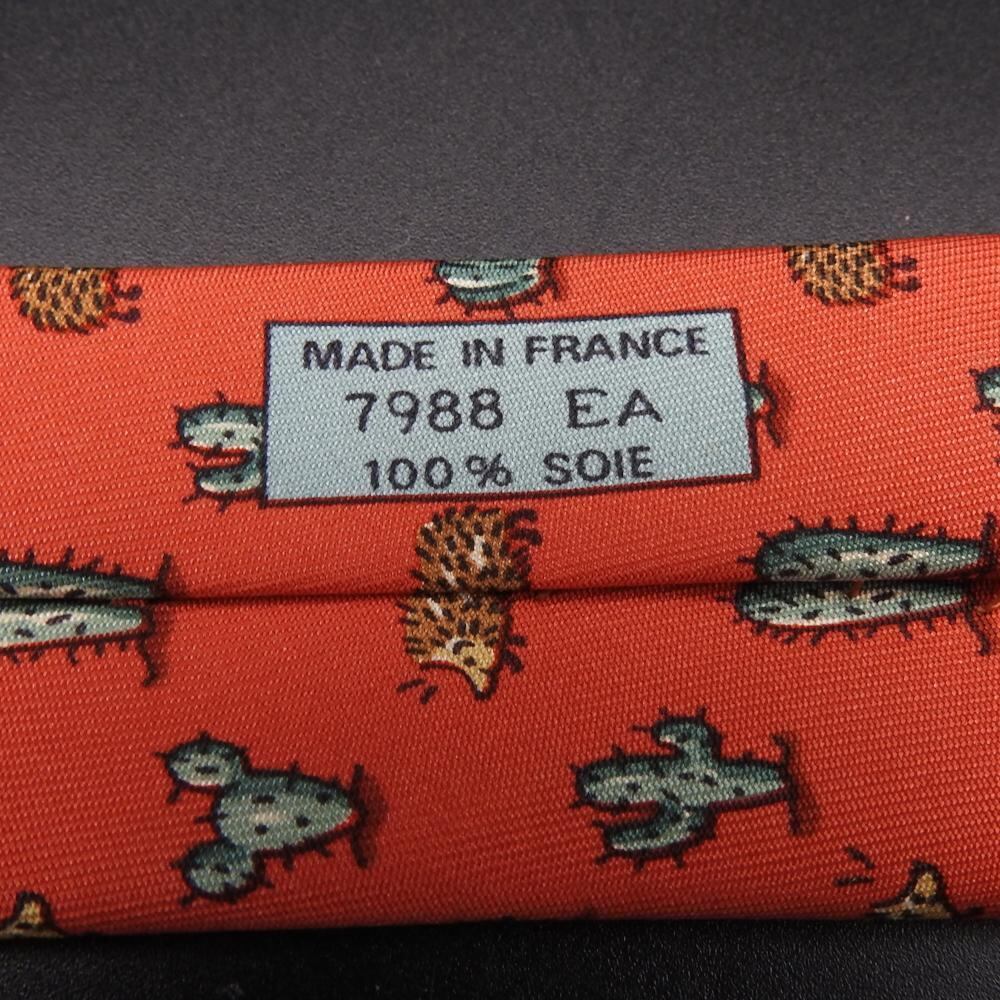 MADE IN FRANCE
7988 EA
100% SOIE